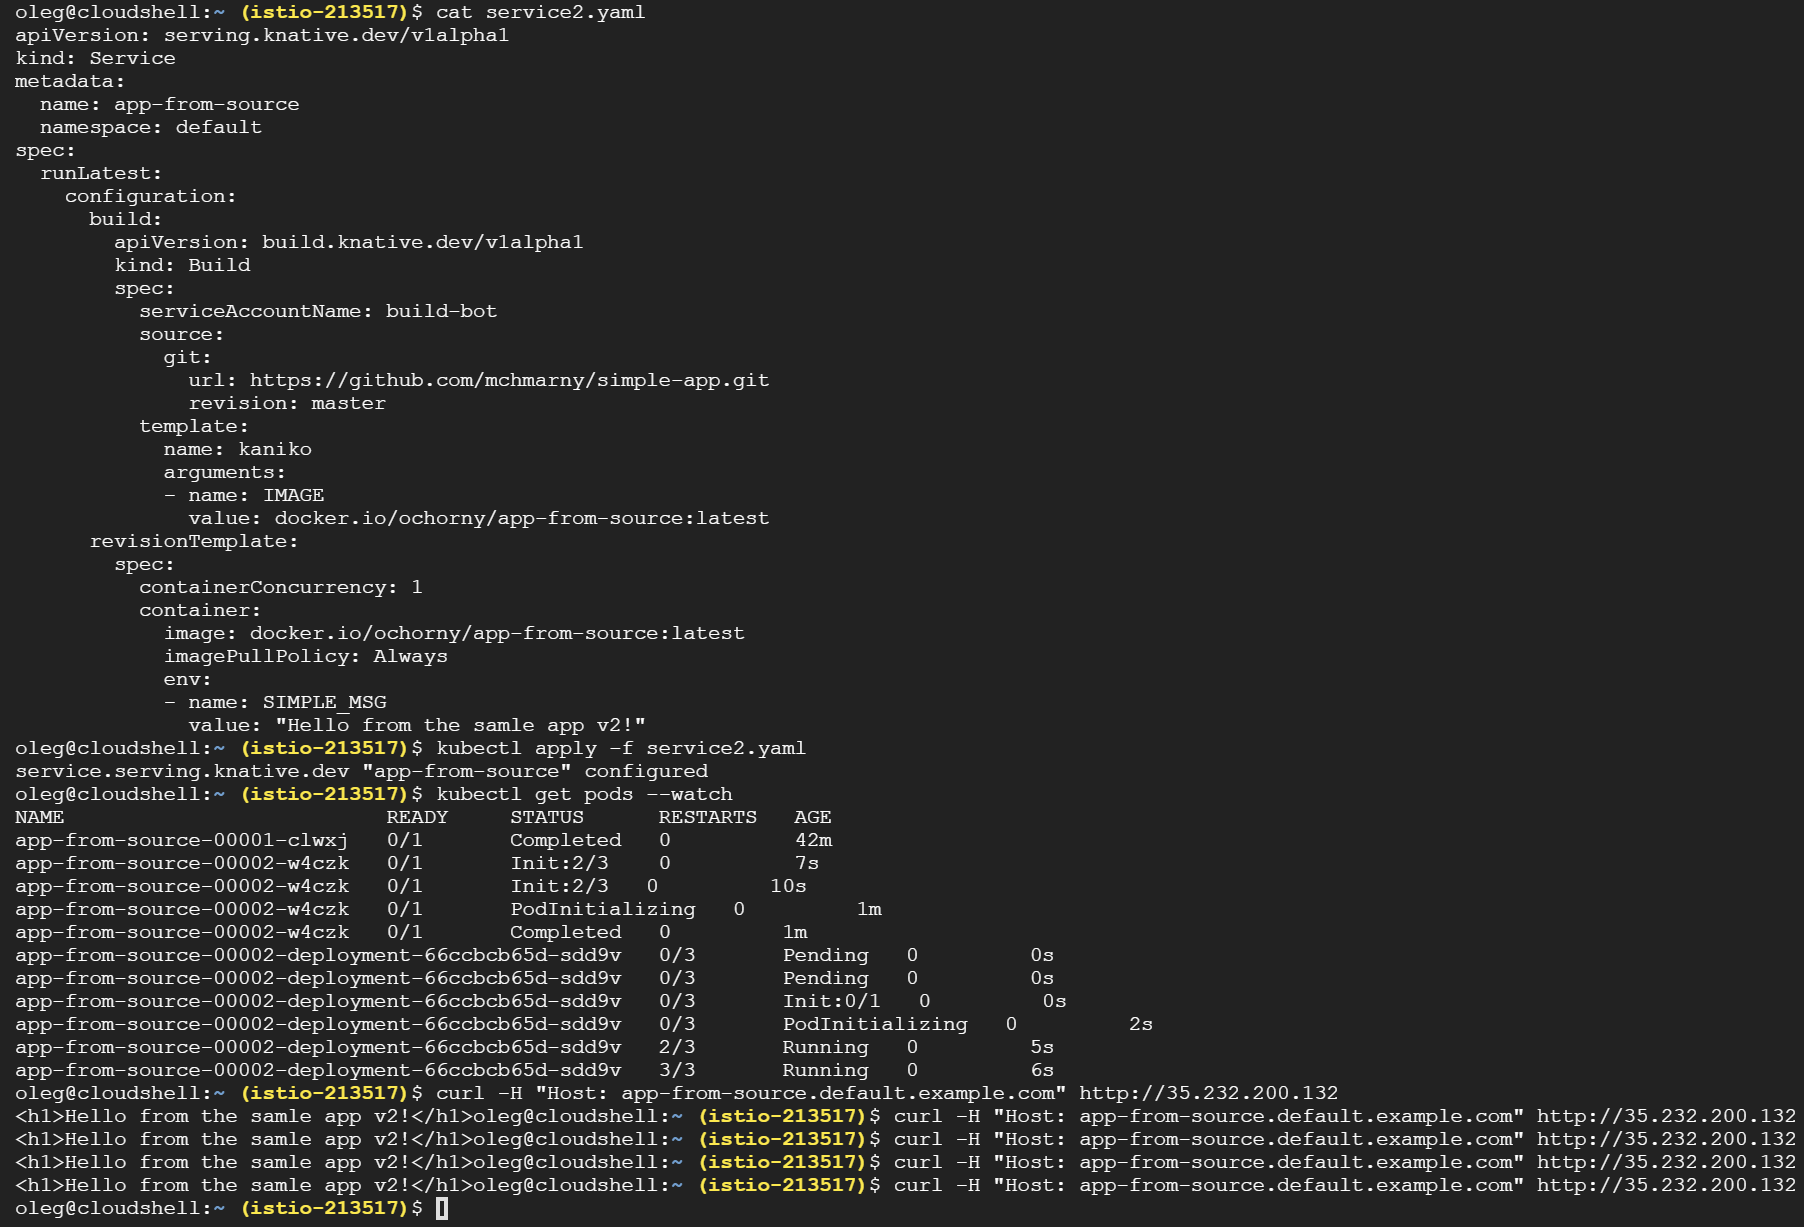 oleg@cloudshell:~ (istio-213517)$ cat service2.yaml
apiVersion: serving.knative.dev/v1alpha1
kind: Service
metadata:
  name: app-from-source
  namespace: default
spec:
  runLatest:
    configuration:
      build:
        apiVersion: build.knative.dev/v1alpha1
        kind: Build
        spec:
          serviceAccountName: build-bot
          source:
            git:
              url: https://github.com/mchmarny/simple-app.git
              revision: master
          template:
            name: kaniko
            arguments:
            - name: IMAGE
              value: docker.io/ochorny/app-from-source:latest
      revisionTemplate:
        spec:
          containerConcurrency: 1
          container:
            image: docker.io/ochorny/app-from-source:latest
            imagePullPolicy: Always
            env:
            - name: SIMPLE_MSG
              value: "Hello from the samle app v2!"
oleg@cloudshell:~ (istio-213517)$ kubectl apply -f service2.yaml
service.serving.knative.dev "app-from-source" configured
oleg@cloudshell:~ (istio-213517)$ kubectl get pods --watch
NAME                          READY     STATUS      RESTARTS   AGE
app-from-source-00001-clwxj   0/1       Completed   0          42m
app-from-source-00002-w4czk   0/1       Init:2/3    0          7s
app-from-source-00002-w4czk   0/1       Init:2/3   0         10s
app-from-source-00002-w4czk   0/1       PodInitializing   0         1m
app-from-source-00002-w4czk   0/1       Completed   0         1m
app-from-source-00002-deployment-66ccbcb65d-sdd9v   0/3       Pending   0         0s
app-from-source-00002-deployment-66ccbcb65d-sdd9v   0/3       Pending   0         0s
app-from-source-00002-deployment-66ccbcb65d-sdd9v   0/3       Init:0/1   0         0s
app-from-source-00002-deployment-66ccbcb65d-sdd9v   0/3       PodInitializing   0         2s
app-from-source-00002-deployment-66ccbcb65d-sdd9v   2/3       Running   0         5s
app-from-source-00002-deployment-66ccbcb65d-sdd9v   3/3       Running   0         6s
oleg@cloudshell:~ (istio-213517)$ curl -H "Host: app-from-source.default.example.com" http://35.232.200.132
<h1>Hello from the samle app v2!</h1>oleg@cloudshell:~ (istio-213517)$ curl -H "Host: app-from-source.default.example.com" http://35.232.200.132
<h1>Hello from the samle app v2!</h1>oleg@cloudshell:~ (istio-213517)$ curl -H "Host: app-from-source.default.example.com" http://35.232.200.132
<h1>Hello from the samle app v2!</h1>oleg@cloudshell:~ (istio-213517)$ curl -H "Host: app-from-source.default.example.com" http://35.232.200.132
<h1>Hello from the samle app v2!</h1>oleg@cloudshell:~ (istio-213517)$ curl -H "Host: app-from-source.default.example.com" http://35.232.200.132
oleg@cloudshell:~ (istio-213517)$